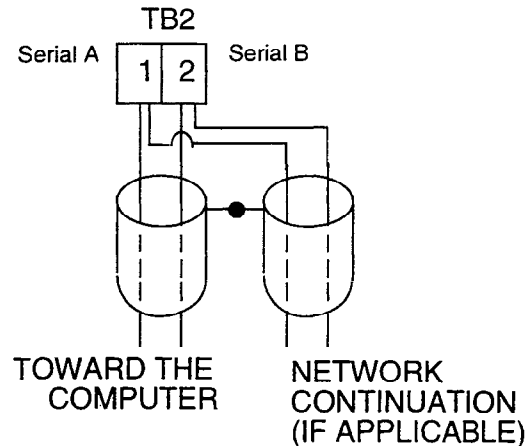 TB2
Serial A 1 2 Serial B
TOWARD THE
COMPUTER
NETWORK
CONTINUATION
(IF APPLICABLE)